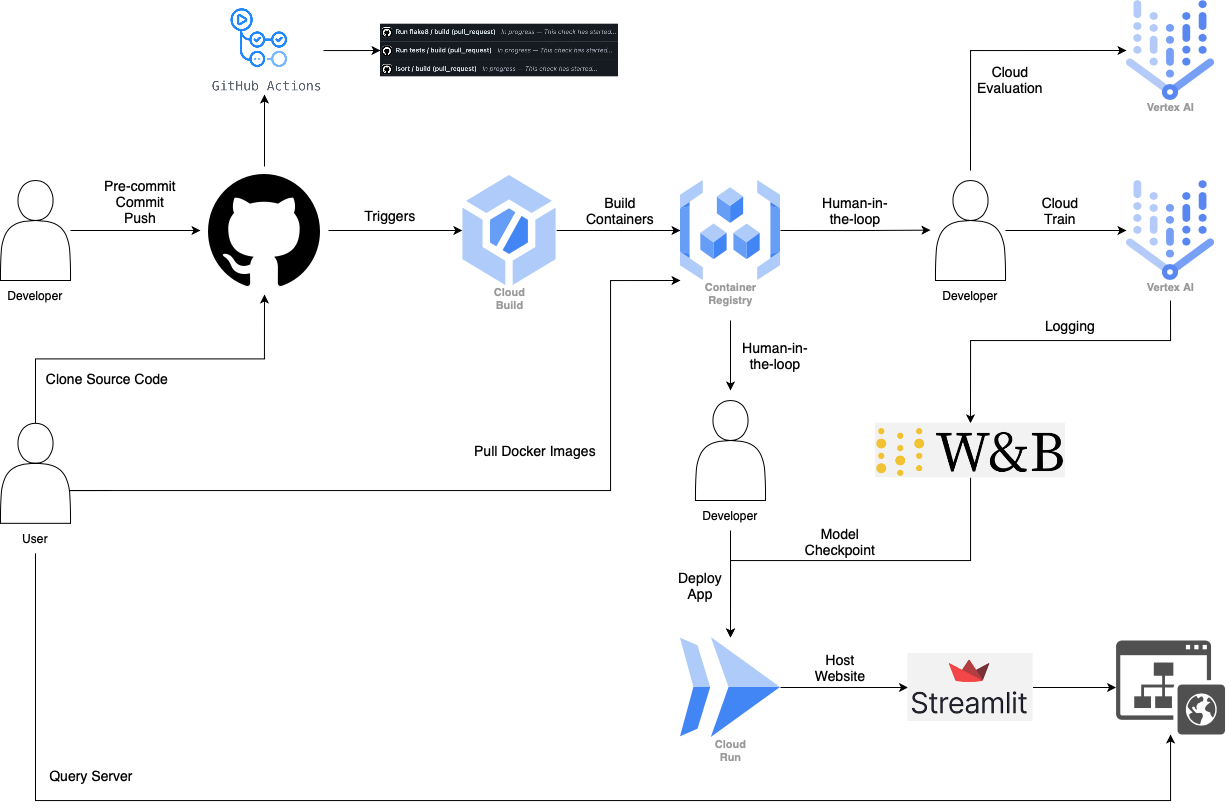 Run flake8 / build (pull_request) In progress — This check has started...
Run tests / build (pull_request) In progress — This check has started...
isort / build (pull_request) In progress — This check has started...
GitHub Actions
Cloud
Evaluation
Vertex AI
Pre-commit
Commit
Push
Triggers
Build
Containers
Human-in-
the-loop
Cloud
Train
Developer
Cloud
Build
Container
Registry
Developer
Vertex AI
Logging
Human-in-
the-loop
Clone Source Code
W&B
Pull Docker Images
Developer
User
Model
Checkpoint
Deploy
App
Host
Website
Streamlit
Cloud
Run
Query Server